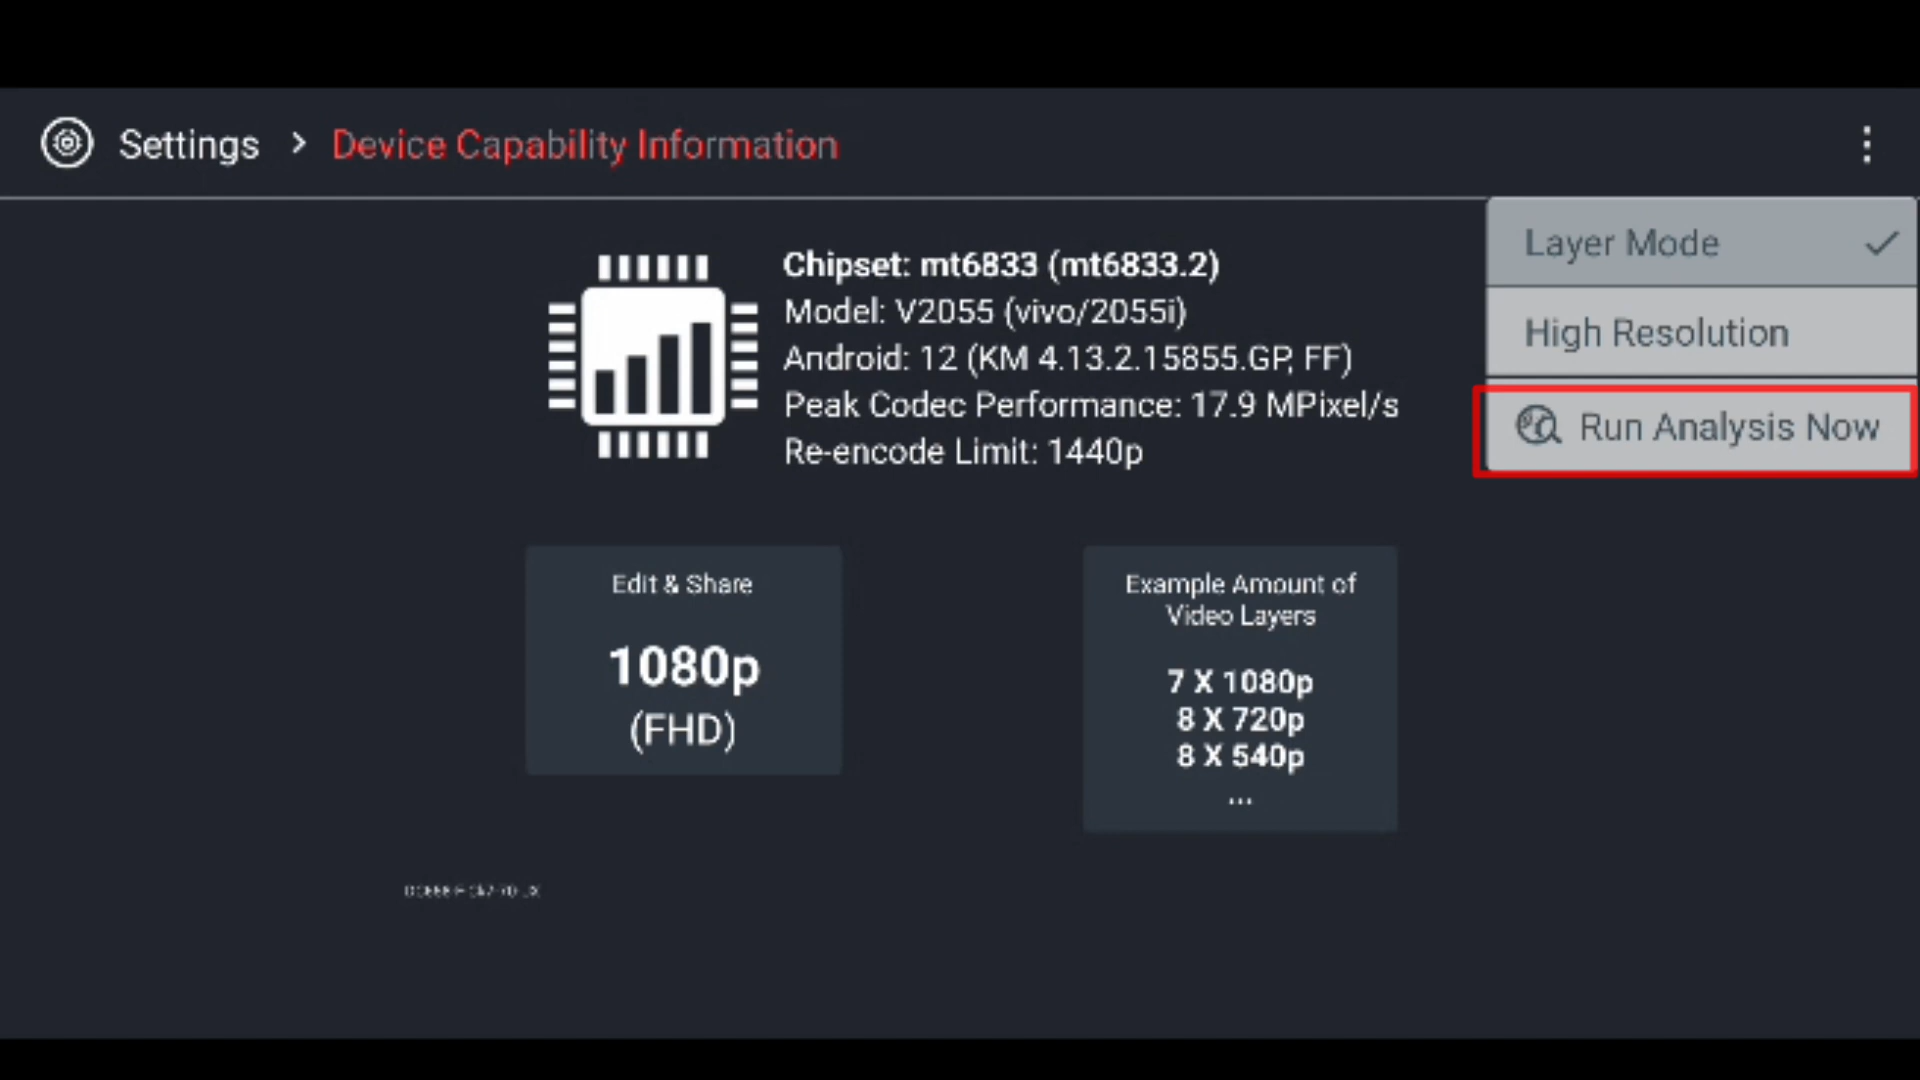 Settings > Device Capability Information
Layer Mode
High Resolution
Run Analysis Now
Chipset: mt6833 (mt6833.2)
Model: V2055 (vivo/2055i)
Android: 12 (KM 4.13.2.15855.GP, FF)
Peak Codec Performance: 17.9 MPixel/s
Re-encode Limit: 1440p
Edit & Share
1080p
(FHD)
Example Amount of
Video Layers
7 X 1080p
8 X 720p
8 X 540p
...